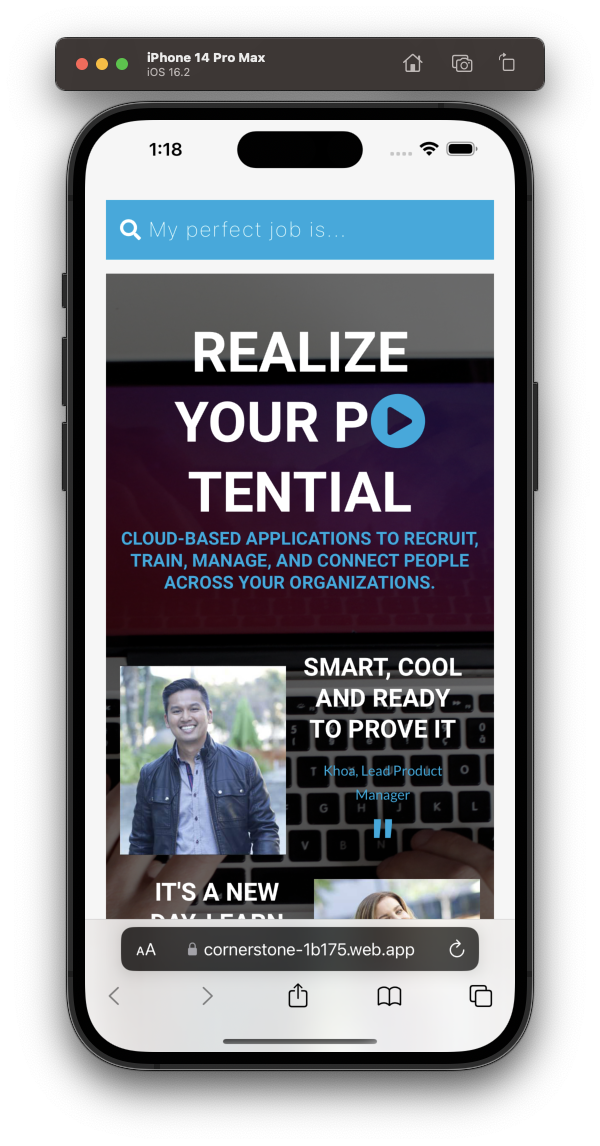 iPhone 14 Pro Max
iOS 16.2
1:18
My perfect job is...
REALIZE
YOUR P
TENTIAL
CLOUD-BASED APPLICATIONS TO RECRUIT,
TRAIN, MANAGE, AND CONNECT PEOPLE
ACROSS YOUR ORGANIZATIONS.
SMART, COOL
AND READY
TO PROVE IT
Khoa, Lead Product
Manager
"
IT'S A NEW
DAY. LEARN
AA
cornerstone-1b175.web.app